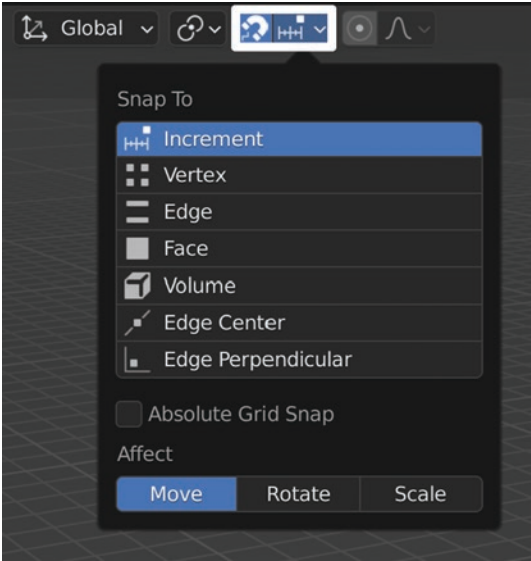 Global
Snap To
Increment
Vertex
Edge
Face
Volume
Edge Center
Edge Perpendicular
Absolute Grid Snap
Affect
Move Rotate Scale